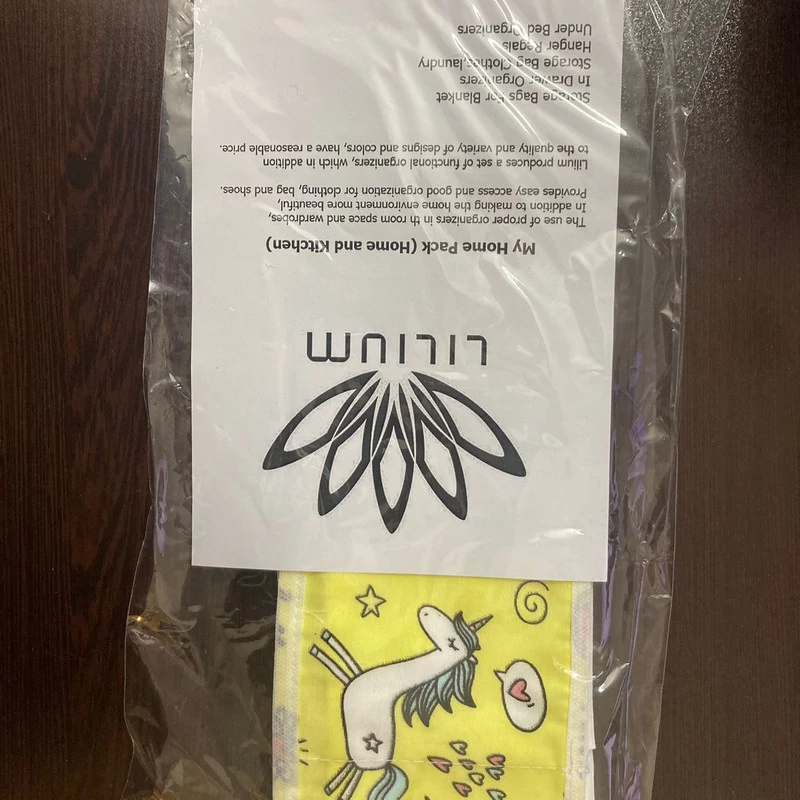 LILIUM
My Home Pack (Home and Kitchen)
The use of proper organizers in th room space and wardrobes,
In addition to making the home environment more beautiful,
Provides easy access and good organization for clothing, bag and shoes.
Lilium produces a set of functional organizers, which in addition
to the quality and variety of designs and colors, have a reasonable price.
Storage Bags For Blanket
In Drawer Organizers
Storage Bag Clothes,laundry
Hanger Regals
Under Bed Organizers